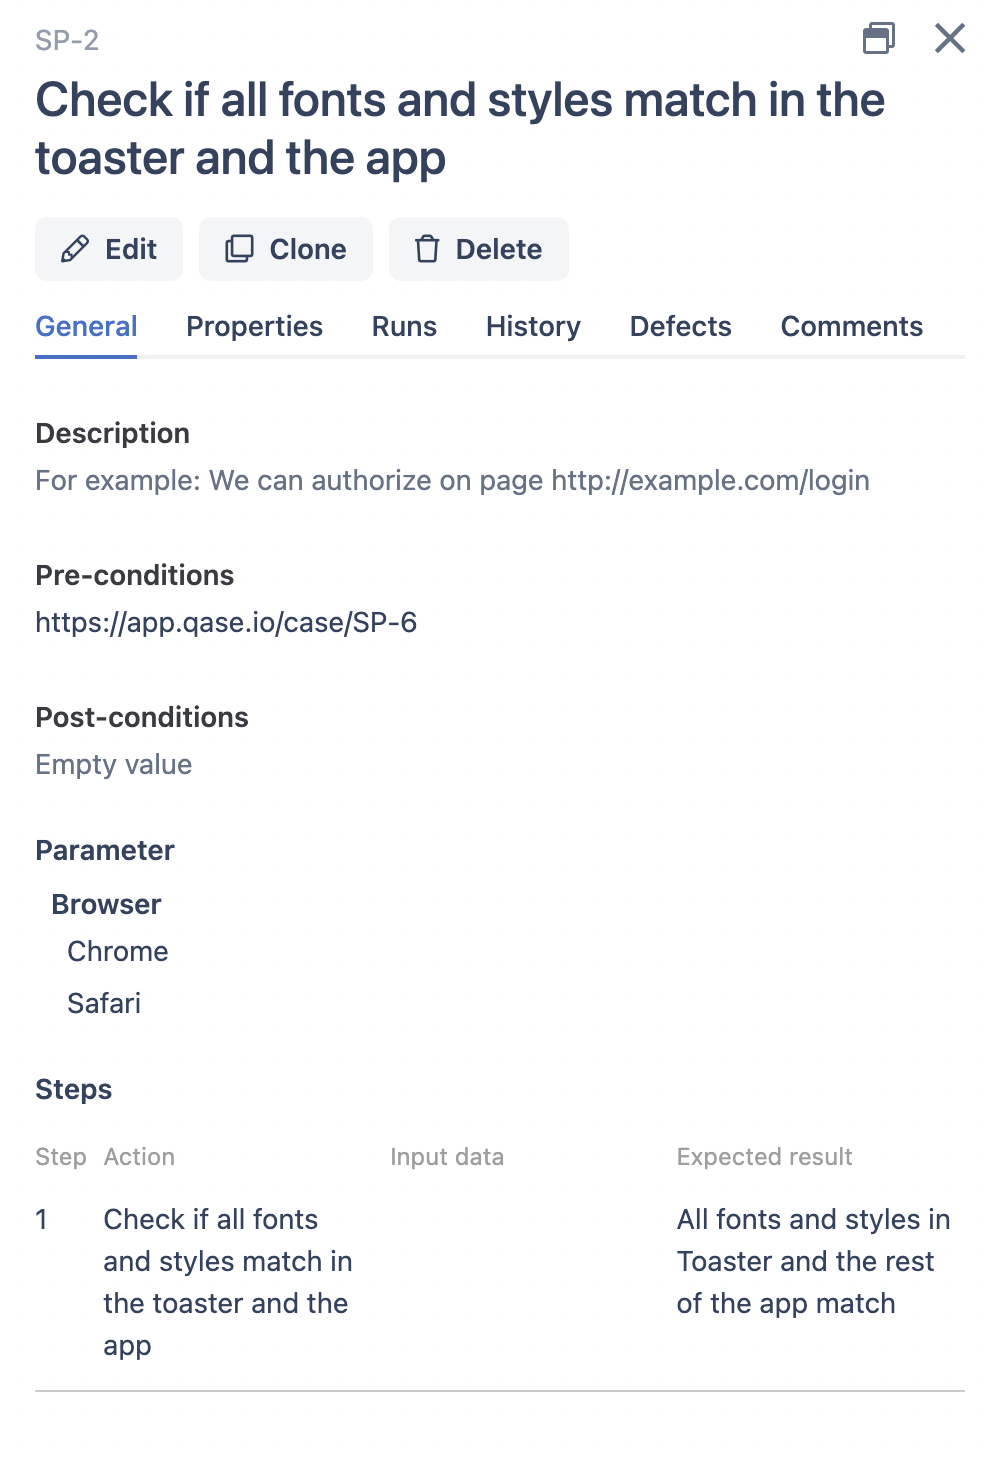 SP-2
Check if all fonts and styles match in the
toaster and the app
Edit Clone Delete
General Properties Runs History Defects Comments
Description
For example: We can authorize on page http://example.com/login
Pre-conditions
https://app.qase.io/case/SP-6
Post-conditions
Empty value
Parameter
Browser
Chrome
Safari
Steps
Step Action Input data Expected result
1 Check if all fonts All fonts and styles in
and styles match in Toaster and the rest
the toaster and the of the app match
app